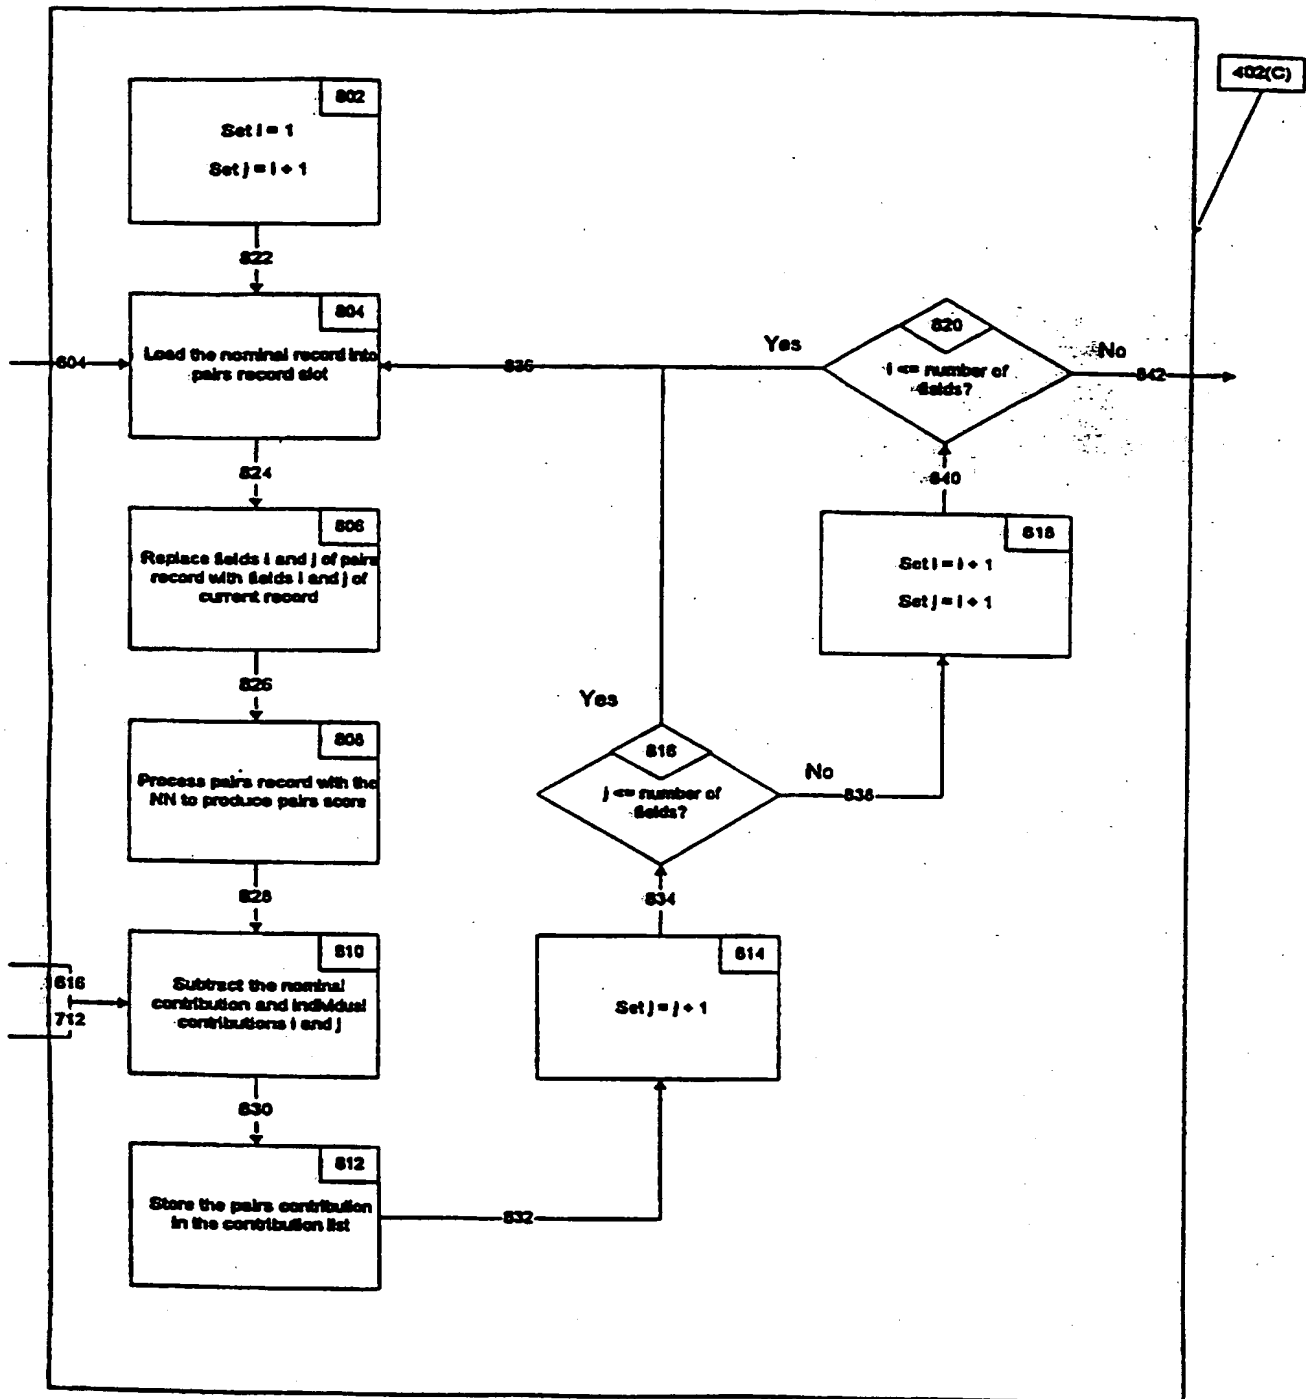 402(C)
802
Set i = 1
Set j = i + 1
822
804
Load the nominal record into
pairs record slot
604
836
Yes
820
i <= number of
fields?
No
842
824
840
806
Replace fields i and j of pairs
record with fields i and j of
current record
818
Set i = i + 1
Set j = i + 1
826
Yes
808
Process pairs record with the
NN to produce pairs score
816
j <= number of
fields?
No
838
828
834
810
Subtract the nominal
contribution and individual
contributions i and j
616
712
814
Set j = j + 1
830
812
Store the pairs contribution
in the contribution list
832